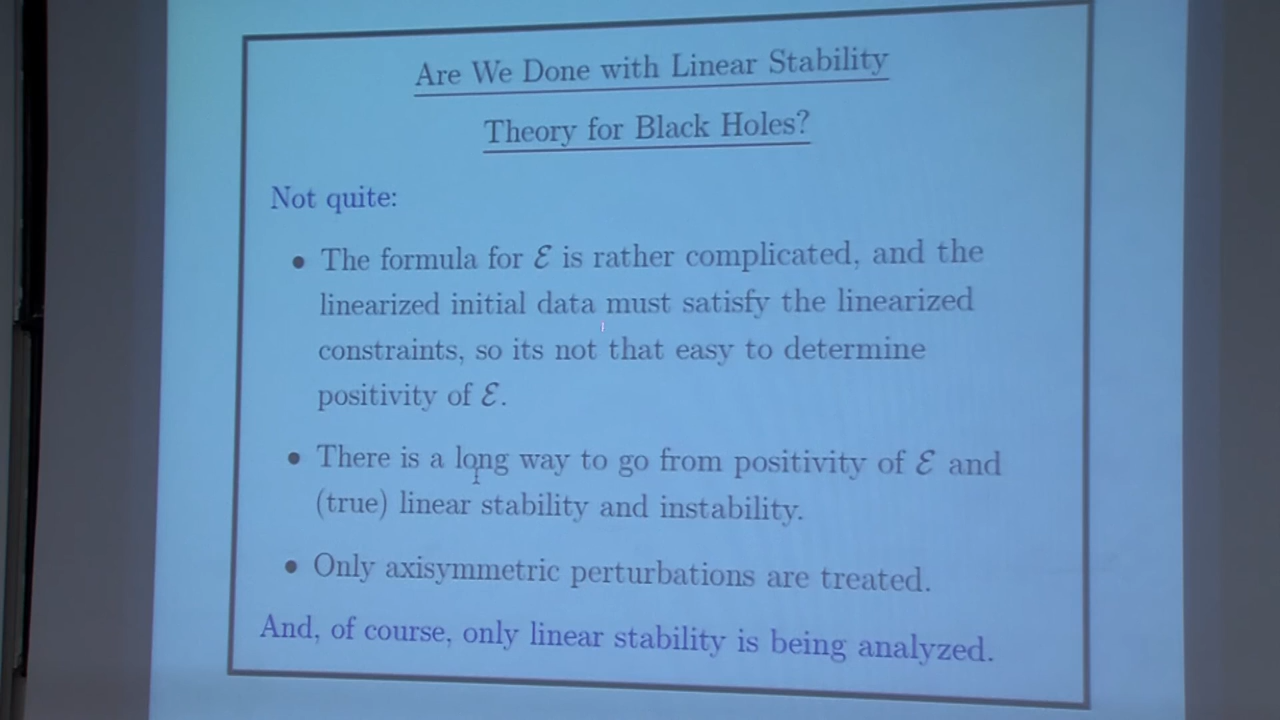 Are We Done with Linear Stability
Theory for Black Holes?
Not quite:
• The formula for ℰ is rather complicated, and the
linearized initial data must satisfy the linearized
constraints, so its not that easy to determine
positivity of ℰ.
• There is a long way to go from positivity of ℰ and
(true) linear stability and instability.
• Only axisymmetric perturbations are treated.
And, of course, only linear stability is being analyzed.